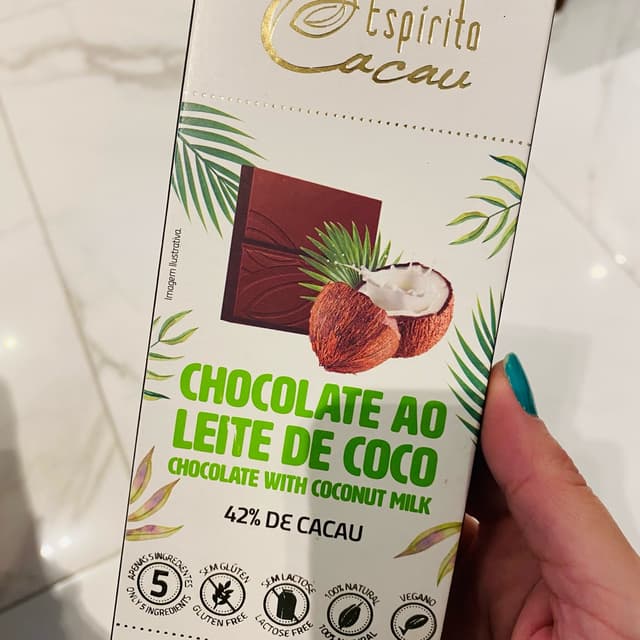 Espírito
Cacau
Imagem Ilustrativa.
CHOCOLATE AO
LEITE DE COCO
CHOCOLATE WITH COCONUT MILK
42% DE CACAU
APENAS 5 INGREDIENTES
5
ONLY 5 INGREDIENTS
SEM GLÚTEN
GLUTEN FREE
SEM LACTOSE
LACTOSE FREE
100% NATURAL
VEGANO